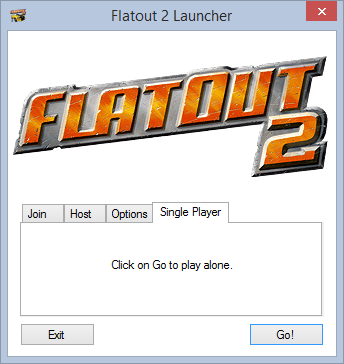 Flatout 2 Launcher
FLATOUT
2
Join Host Options Single Player
Click on Go to play alone.
Exit Go!